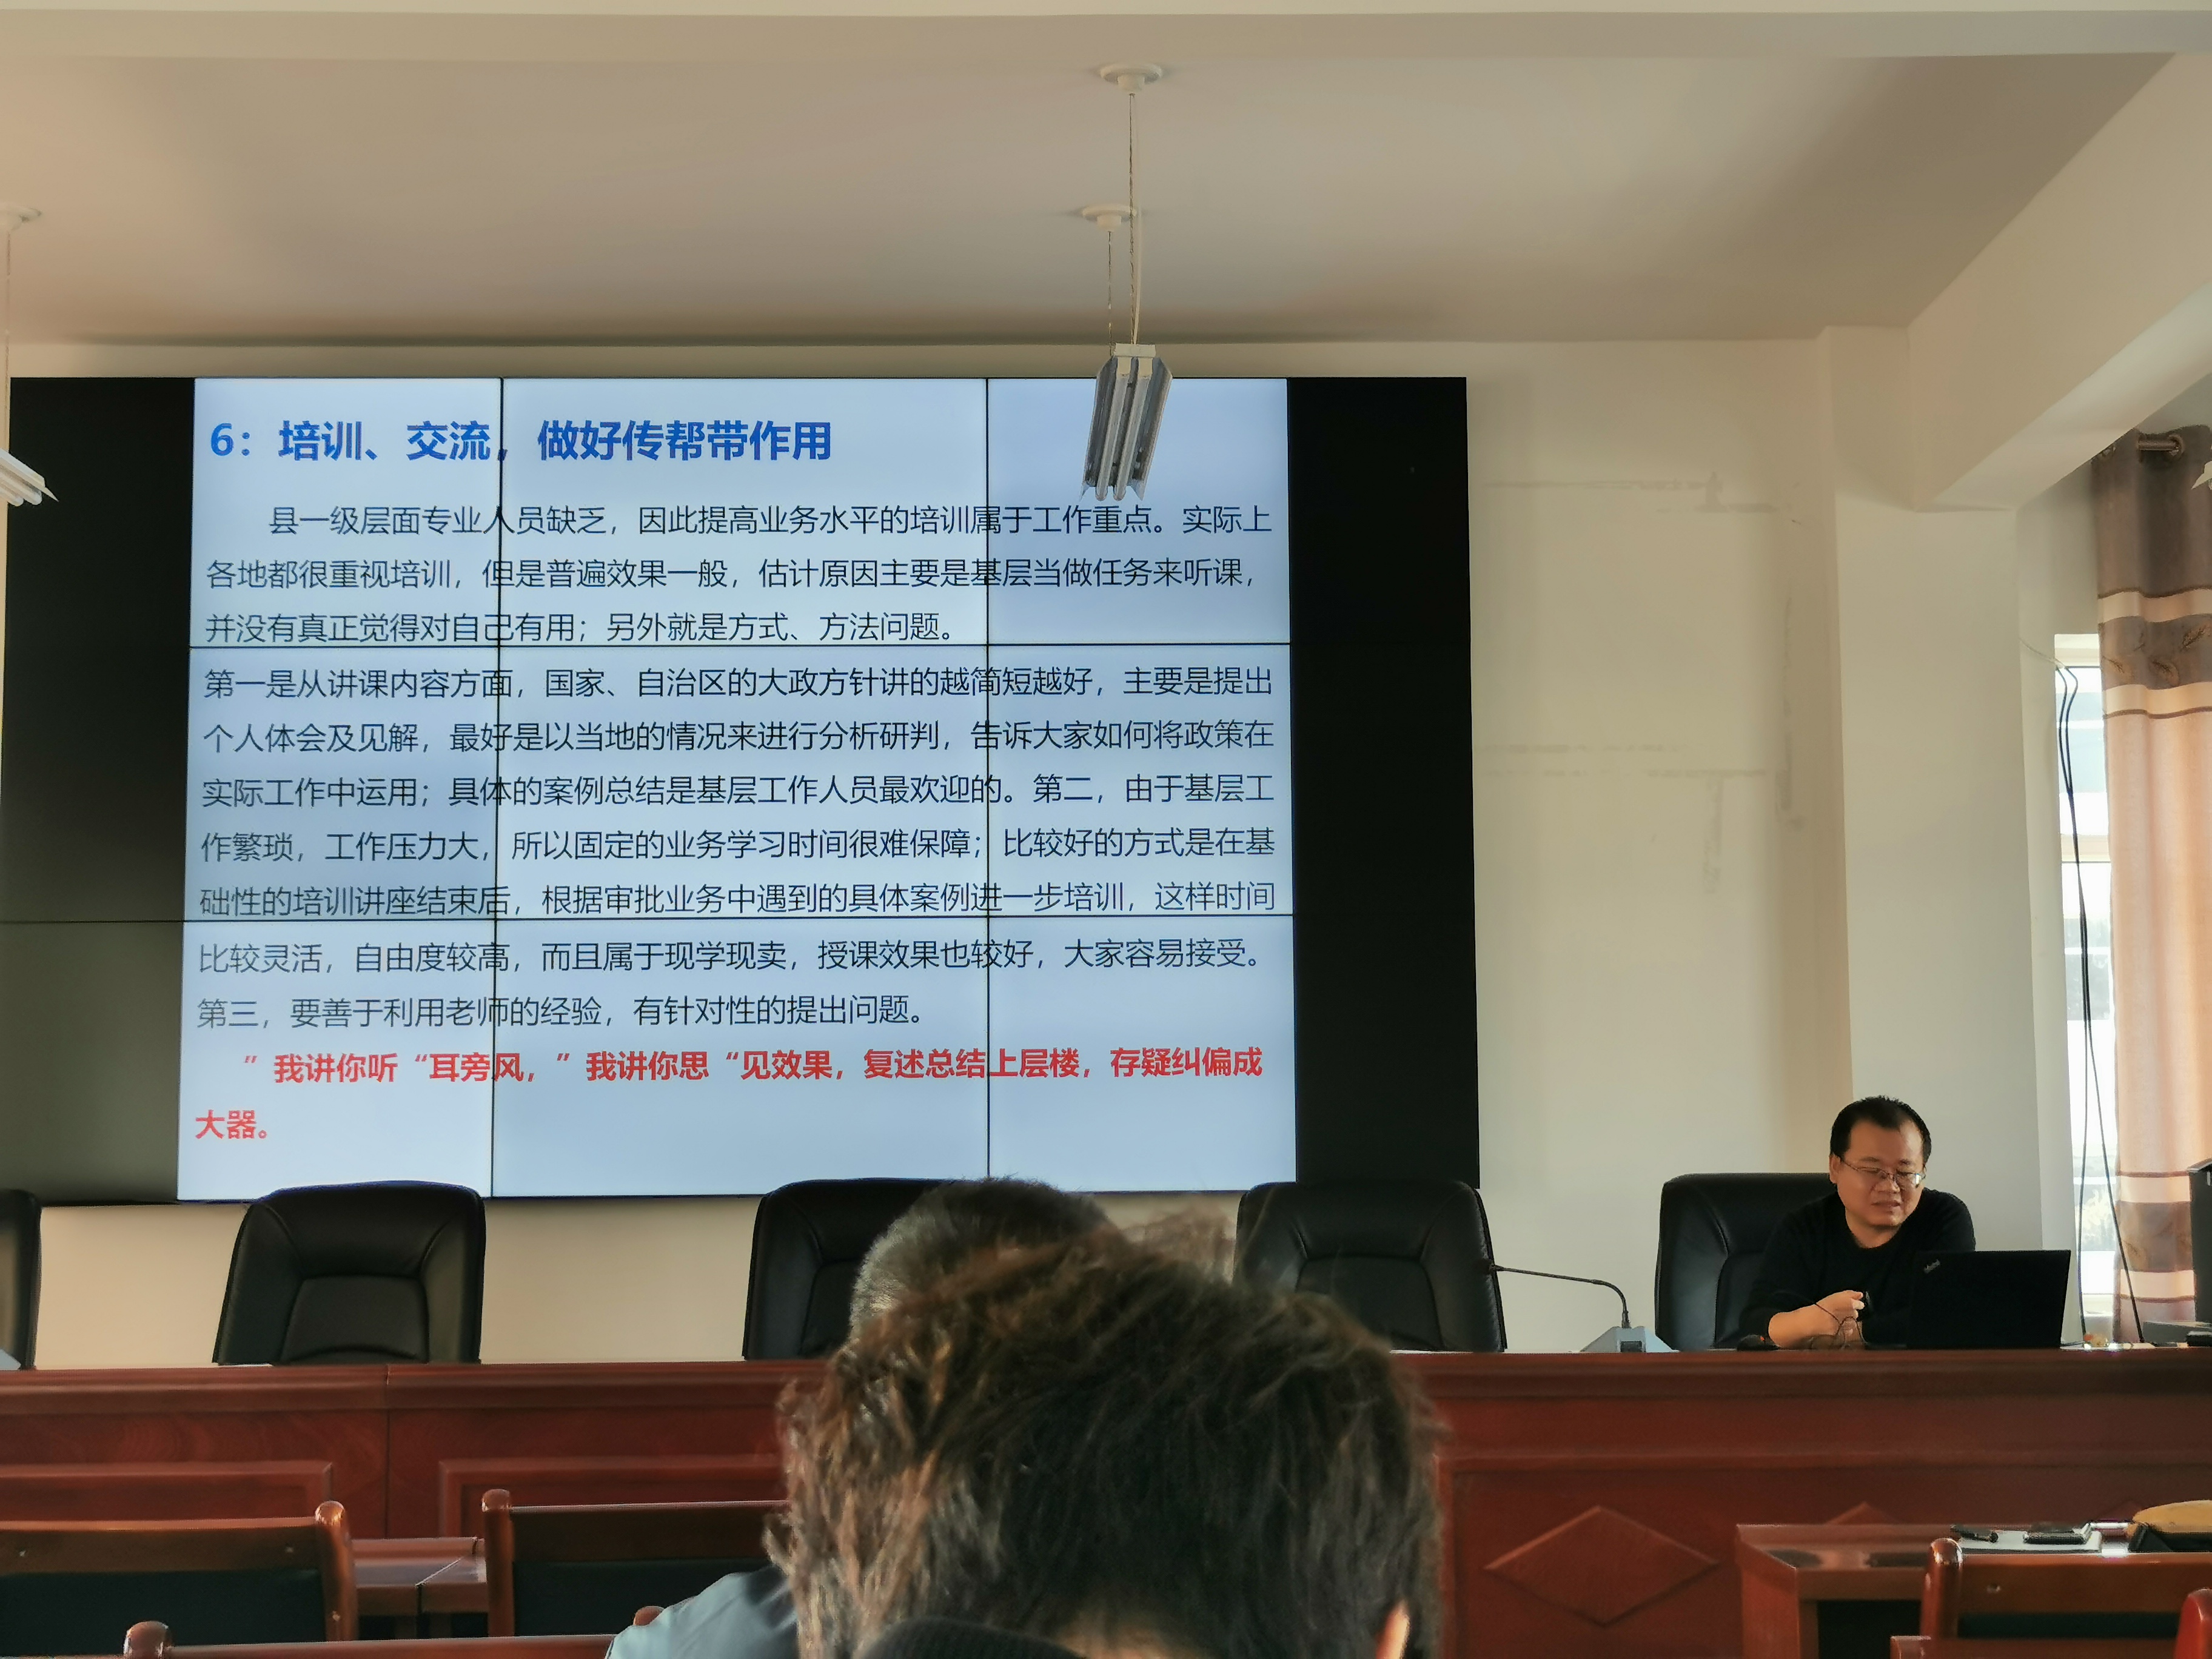 6：培训、交流，做好传帮带作用
县一级层面专业人员缺乏，因此提高业务水平的培训属于工作重点。实际上
各地都很重视培训，但是普遍效果一般，估计原因主要是基层当做任务来听课，
并没有真正觉得对自己有用；另外就是方式、方法问题。
第一是从讲课内容方面，国家、自治区的大政方针讲的越简短越好，主要是提出
个人体会及见解，最好是以当地的情况来进行分析研判，告诉大家如何将政策在
实际工作中运用；具体的案例总结是基层工作人员最欢迎的。第二，由于基层工
作繁琐，工作压力大，所以固定的业务学习时间很难保障；比较好的方式是在基
础性的培训讲座结束后，根据审批业务中遇到的具体案例进一步培训，这样时间
比较灵活，自由度较高，而且属于现学现卖，授课效果也较好，大家容易接受。
第三，要善于利用老师的经验，有针对性的提出问题。
”我讲你听“耳旁风，”我讲你思“见效果，复述总结上层楼，存疑纠偏成
大器。